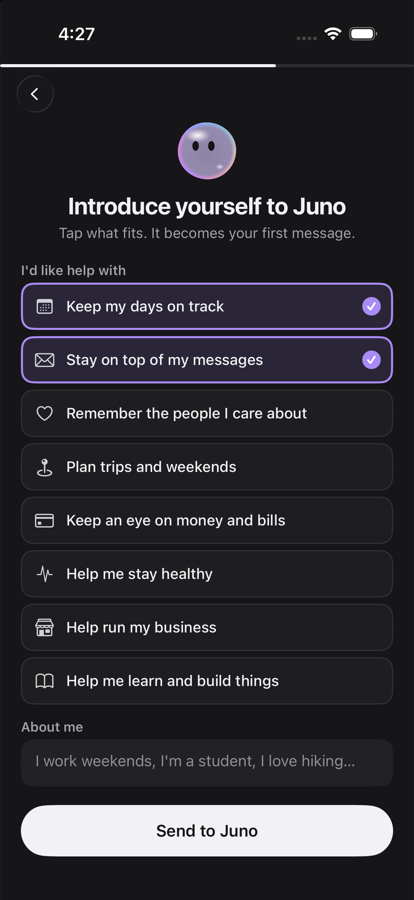 4:27
Introduce yourself to Juno
Tap what fits. It becomes your first message.
I'd like help with
Keep my days on track
Stay on top of my messages
Remember the people I care about
Plan trips and weekends
Keep an eye on money and bills
Help me stay healthy
Help run my business
Help me learn and build things
About me
I work weekends, I'm a student, I love hiking...
Send to Juno